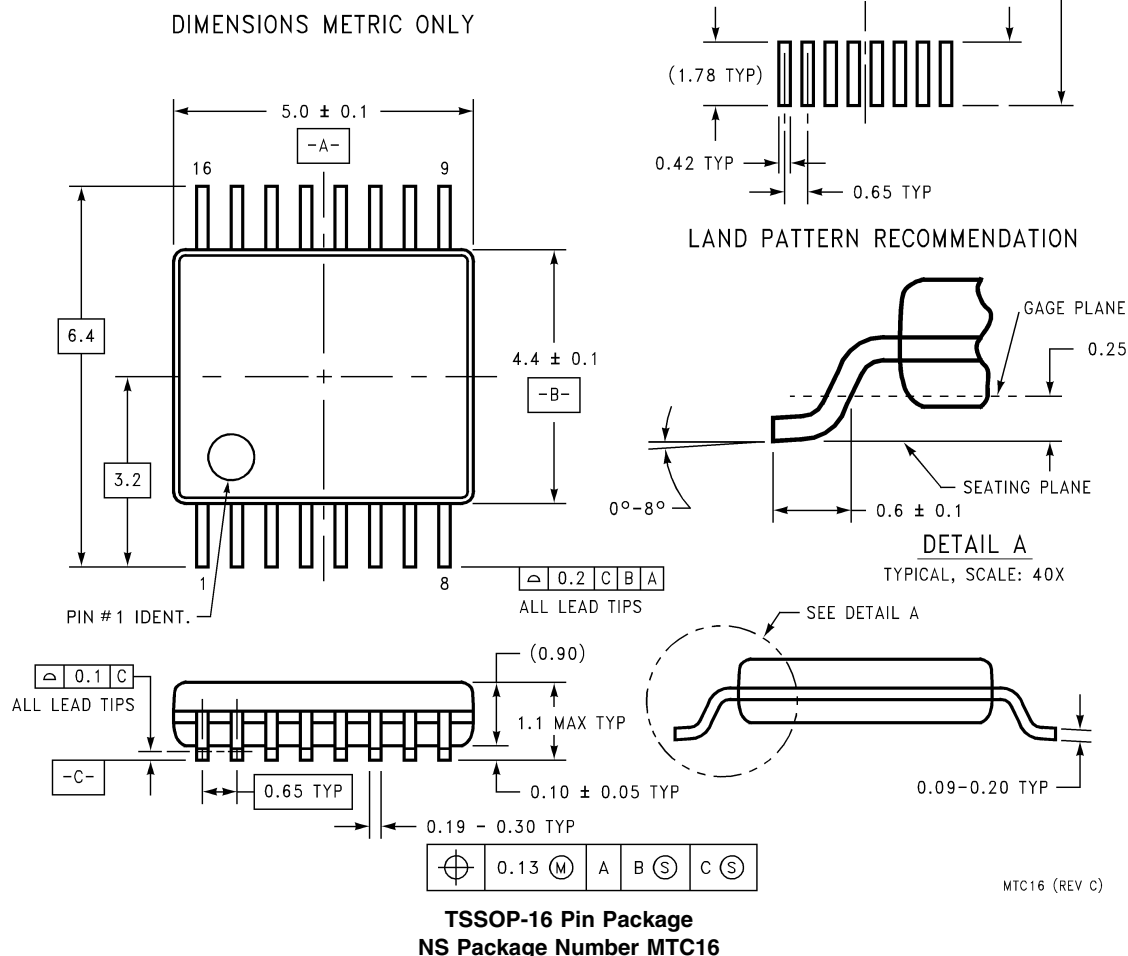 DIMENSIONS METRIC ONLY
(1.78 TYP)
0.42 TYP
0.65 TYP
LAND PATTERN RECOMMENDATION
5.0 ± 0.1
-A-
16
9
6.4
3.2
4.4 ± 0.1
-B-
1
8
PIN #1 IDENT.
⌓ 0.2 C B A
ALL LEAD TIPS
GAGE PLANE
0.25
SEATING PLANE
0°-8°
0.6 ± 0.1
DETAIL A
TYPICAL, SCALE: 40X
SEE DETAIL A
⌓ 0.1 C
ALL LEAD TIPS
(0.90)
1.1 MAX TYP
-C-
0.65 TYP
0.10 ± 0.05 TYP
0.19 - 0.30 TYP
0.09-0.20 TYP
⌖ 0.13 Ⓜ A B Ⓢ C Ⓢ
MTC16 (REV C)
TSSOP-16 Pin Package
NS Package Number MTC16